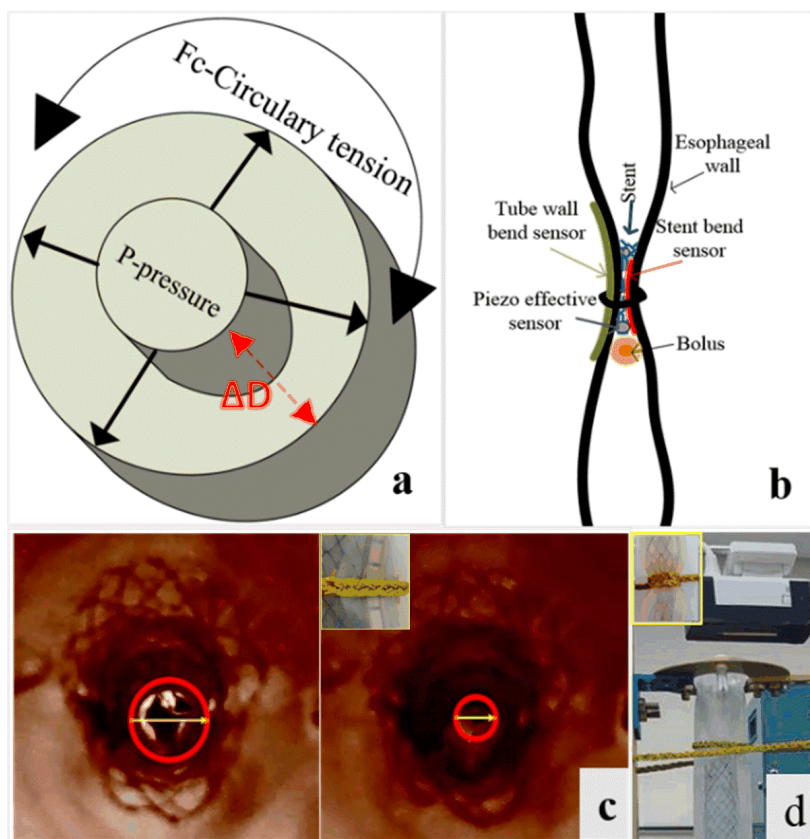 Fc-Circulary tension
P-pressure
ΔD
a
Esophageal
wall
Stent
Tube wall
bend sensor
Stent bend
sensor
Piezo effective
sensor
Bolus
b
c
d